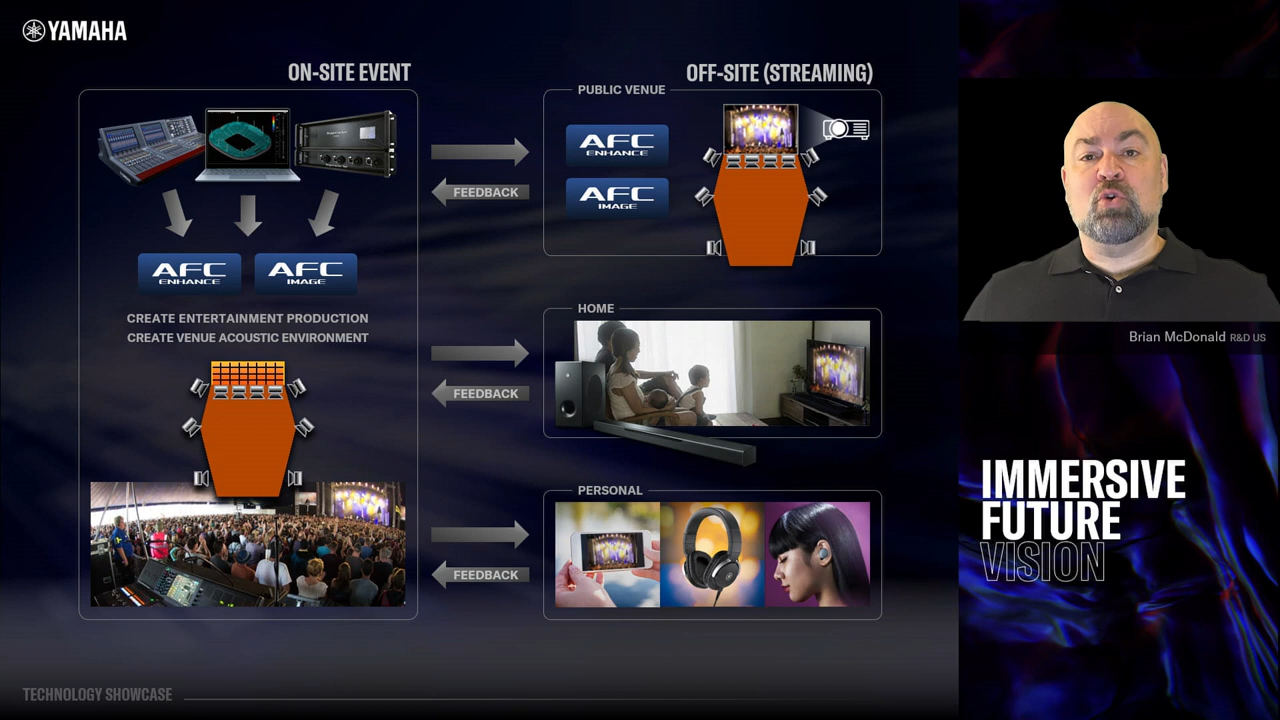 YAMAHA
ON-SITE EVENT
AFC
ENHANCE
AFC
IMAGE
CREATE ENTERTAINMENT PRODUCTION
CREATE VENUE ACOUSTIC ENVIRONMENT
FEEDBACK
FEEDBACK
FEEDBACK
OFF-SITE (STREAMING)
PUBLIC VENUE
AFC
ENHANCE
AFC
IMAGE
HOME
PERSONAL
Brian McDonald R&D US
IMMERSIVE
FUTURE
VISION
TECHNOLOGY SHOWCASE